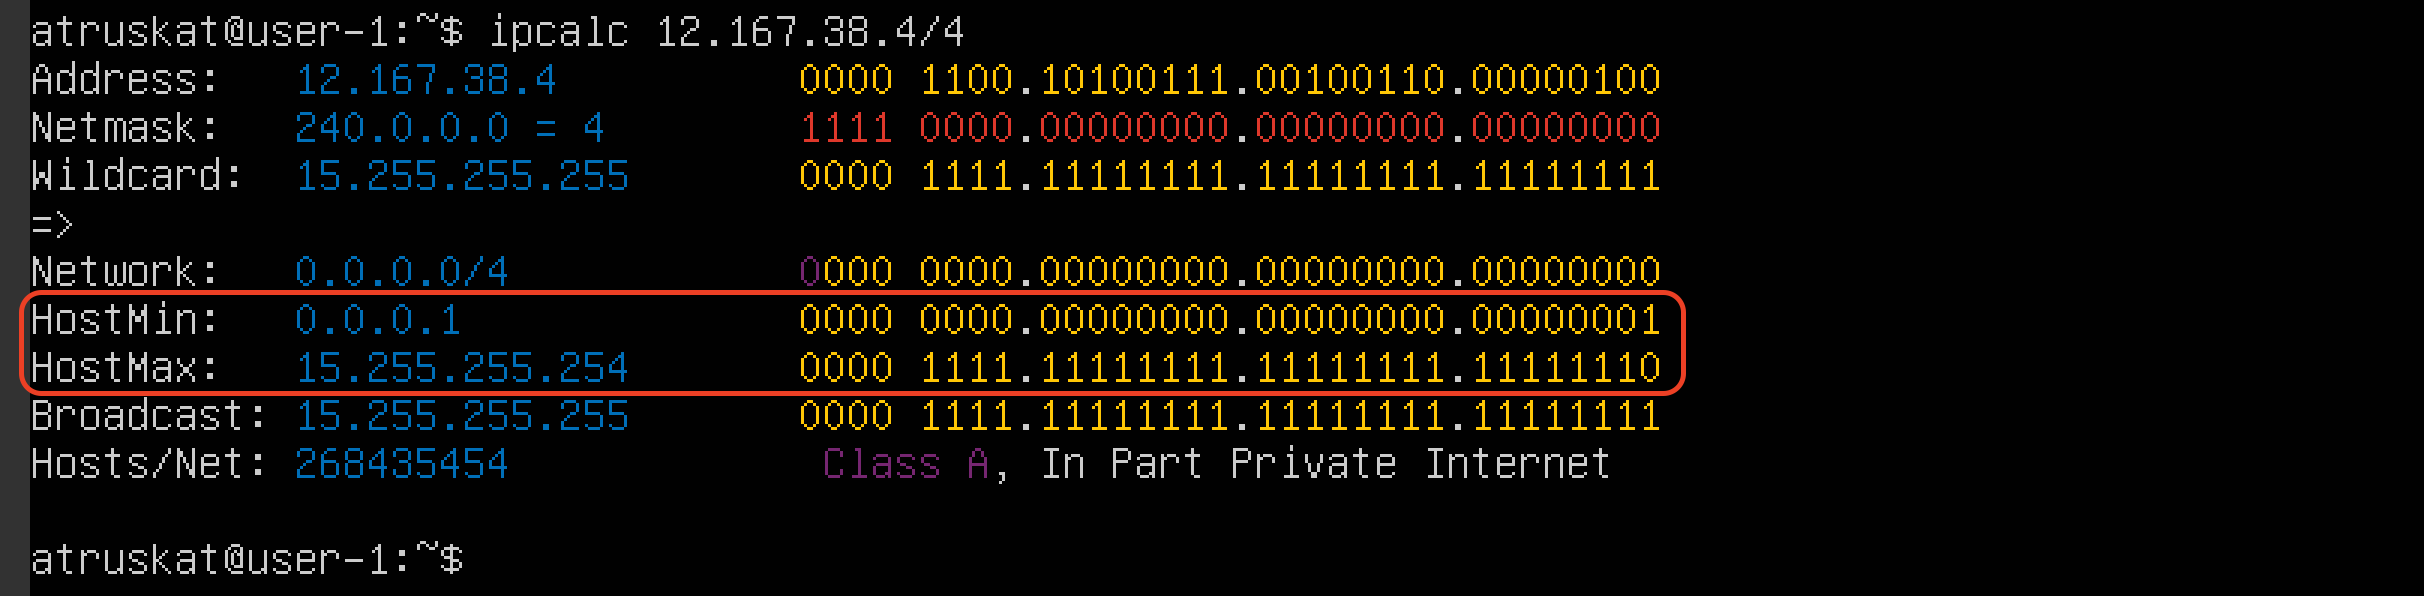 atruskat@user-1:~$ ipcalc 12.167.38.4/4
Address:   12.167.38.4          0000 1100.10100111.00100110.00000100
Netmask:   240.0.0.0 = 4        1111 0000.00000000.00000000.00000000
Wildcard:  15.255.255.255       0000 1111.11111111.11111111.11111111
=>
Network:   0.0.0.0/4            0000 0000.00000000.00000000.00000000
HostMin:   0.0.0.1              0000 0000.00000000.00000000.00000001
HostMax:   15.255.255.254       0000 1111.11111111.11111111.11111110
Broadcast: 15.255.255.255       0000 1111.11111111.11111111.11111111
Hosts/Net: 268435454             Class A, In Part Private Internet
atruskat@user-1:~$